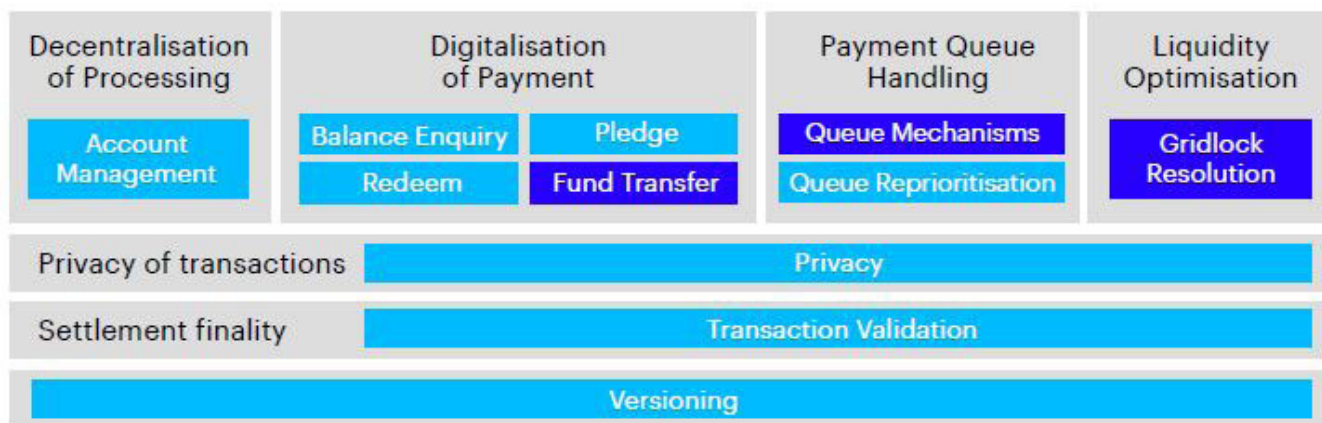 Decentralisation
of Processing
Account
Management
Digitalisation
of Payment
Balance Enquiry
Pledge
Redeem
Fund Transfer
Payment Queue
Handling
Queue Mechanisms
Queue Reprioritisation
Liquidity
Optimisation
Gridlock
Resolution
Privacy of transactions
Privacy
Settlement finality
Transaction Validation
Versioning